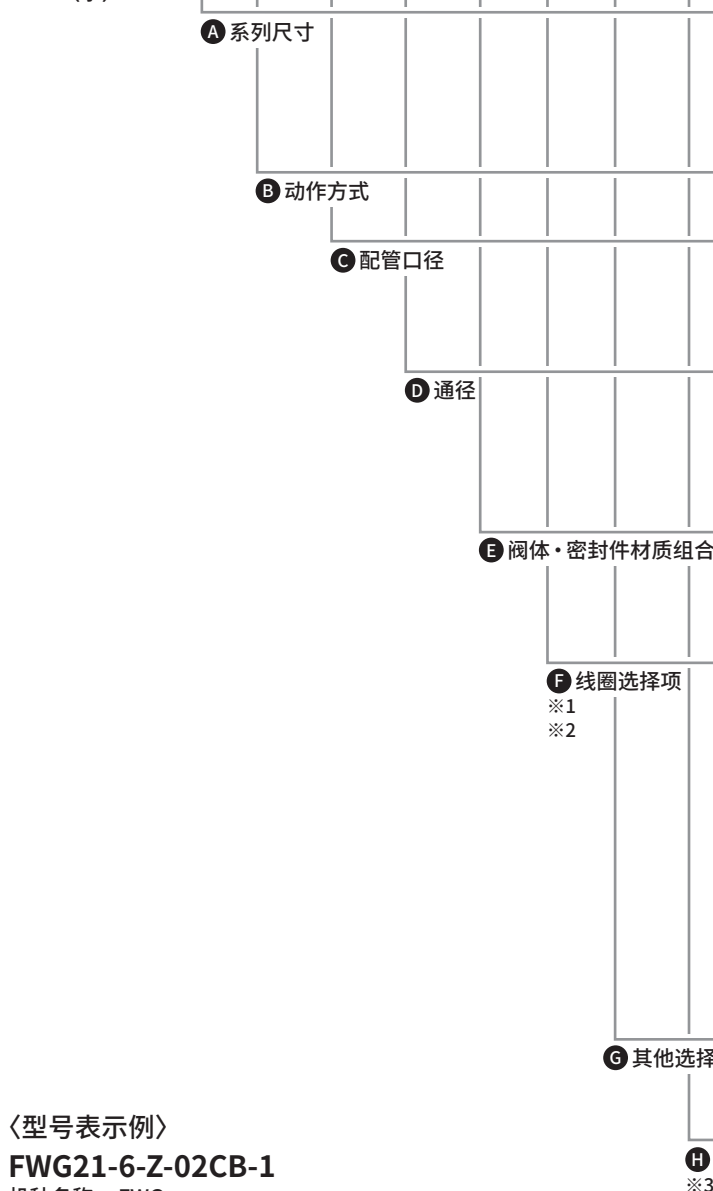 A 系列尺寸
B 动作方式
C 配管口径
D 通径
E 阀体・密封件材质组合
F 线圈选择项
※1
※2
G 其他选择
H
※3
〈型号表示例〉
FWG21-6-Z-02CB-1